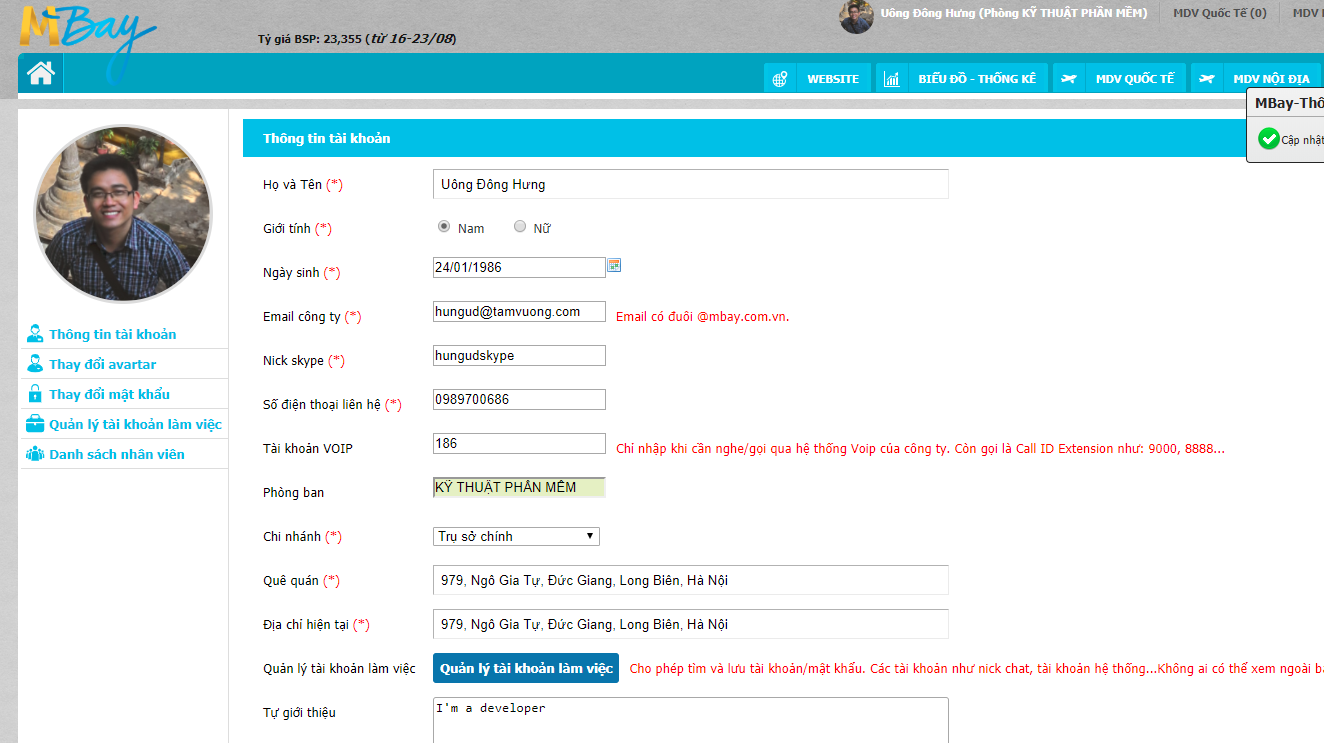 MBay
Uông Đông Hưng (Phòng KỸ THUẬT PHẦN MỀM)
MDV Quốc Tế (0)
MDV
Tỷ giá BSP: 23,355 (từ 16-23/08)
WEBSITE
BIỂU ĐỒ - THỐNG KÊ
MDV QUỐC TẾ
MDV NỘI ĐỊA
MBay-Thô
Cập nhật
Thông tin tài khoản
Thay đổi avartar
Thay đổi mật khẩu
Quản lý tài khoản làm việc
Danh sách nhân viên
Thông tin tài khoản
Họ và Tên (*) Uông Đông Hưng
Giới tính (*) Nam Nữ
Ngày sinh (*) 24/01/1986
Email công ty (*) hungud@tamvuong.com Email có đuôi @mbay.com.vn.
Nick skype (*) hungudskype
Số điện thoại liên hệ (*) 0989700686
Tài khoản VOIP 186 Chỉ nhập khi cần nghe/gọi qua hệ thống Voip của công ty. Còn gọi là Call ID Extension như: 9000, 8888...
Phòng ban KỸ THUẬT PHẦN MỀM
Chi nhánh (*) Trụ sở chính
Quê quán (*) 979, Ngô Gia Tự, Đức Giang, Long Biên, Hà Nội
Địa chỉ hiện tại (*) 979, Ngô Gia Tự, Đức Giang, Long Biên, Hà Nội
Quản lý tài khoản làm việc Quản lý tài khoản làm việc Cho phép tìm và lưu tài khoản/mật khẩu. Các tài khoản như nick chat, tài khoản hệ thống...Không ai có thể xem ngoài
Tự giới thiệu I'm a developer